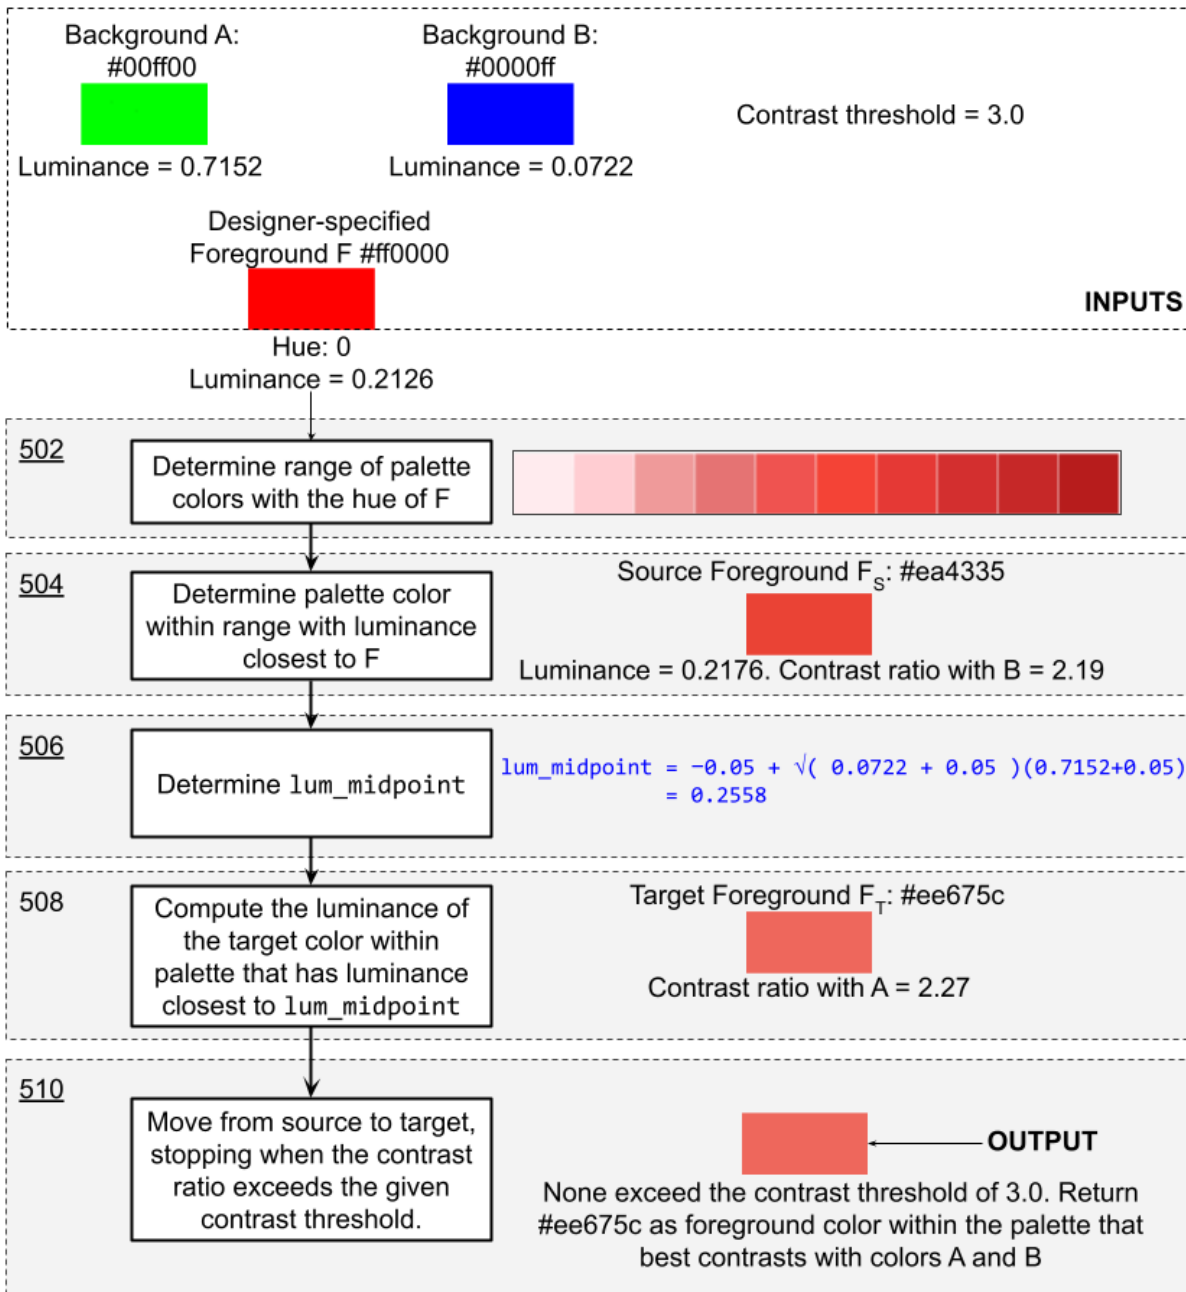 Background A:
#00ff00
Background B:
#0000ff
Contrast threshold = 3.0
Luminance = 0.7152
Luminance = 0.0722
Designer-specified
Foreground F #ff0000
INPUTS
Hue: 0
Luminance = 0.2126
502
Determine range of palette
colors with the hue of F
504
Determine palette color
within range with luminance
closest to F
Source Foreground FS: #ea4335
Luminance = 0.2176. Contrast ratio with B = 2.19
506
Determine lum_midpoint
lum_midpoint = −0.05 + √( 0.0722 + 0.05 )(0.7152+0.05)
= 0.2558
508
Compute the luminance of
the target color within
palette that has luminance
closest to lum_midpoint
Target Foreground FT: #ee675c
Contrast ratio with A = 2.27
510
Move from source to target,
stopping when the contrast
ratio exceeds the given
contrast threshold.
OUTPUT
None exceed the contrast threshold of 3.0. Return
#ee675c as foreground color within the palette that
best contrasts with colors A and B